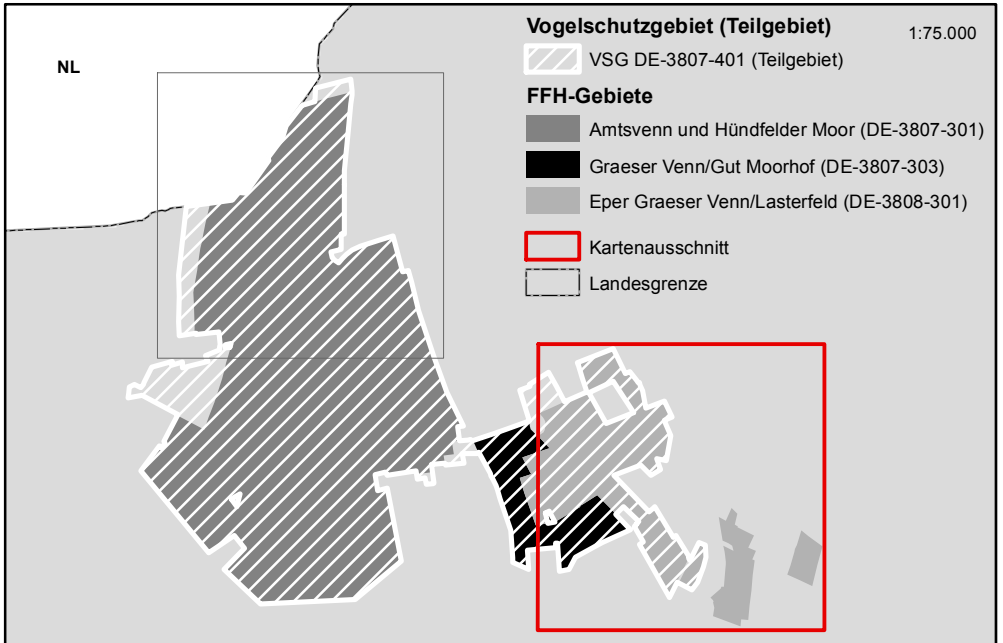 Vogelschutzgebiet (Teilgebiet)
1:75.000
NL
VSG DE-3807-401 (Teilgebiet)
FFH-Gebiete
Amtsvenn und Hündfelder Moor (DE-3807-301)
Graeser Venn/Gut Moorhof (DE-3807-303)
Eper Graeser Venn/Lasterfeld (DE-3808-301)
Kartenausschnitt
Landesgrenze